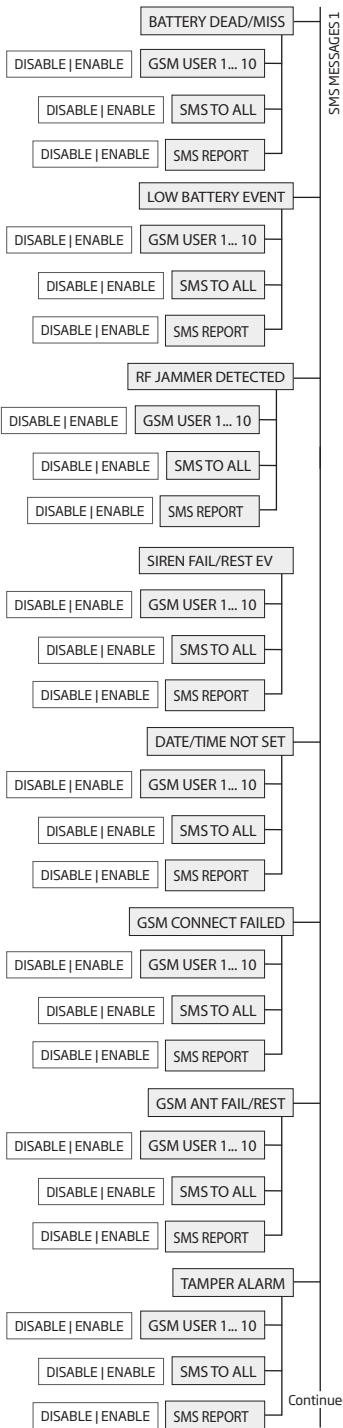 SMS MESSAGES 1
BATTERY DEAD/MISS
DISABLE | ENABLE GSM USER 1... 10
DISABLE | ENABLE SMS TO ALL
DISABLE | ENABLE SMS REPORT
LOW BATTERY EVENT
DISABLE | ENABLE GSM USER 1... 10
DISABLE | ENABLE SMS TO ALL
DISABLE | ENABLE SMS REPORT
RF JAMMER DETECTED
DISABLE | ENABLE GSM USER 1... 10
DISABLE | ENABLE SMS TO ALL
DISABLE | ENABLE SMS REPORT
SIREN FAIL/REST EV
DISABLE | ENABLE GSM USER 1... 10
DISABLE | ENABLE SMS TO ALL
DISABLE | ENABLE SMS REPORT
DATE/TIME NOT SET
DISABLE | ENABLE GSM USER 1... 10
DISABLE | ENABLE SMS TO ALL
DISABLE | ENABLE SMS REPORT
GSM CONNECT FAILED
DISABLE | ENABLE GSM USER 1... 10
DISABLE | ENABLE SMS TO ALL
DISABLE | ENABLE SMS REPORT
GSM ANT FAIL/REST
DISABLE | ENABLE GSM USER 1... 10
DISABLE | ENABLE SMS TO ALL
DISABLE | ENABLE SMS REPORT
TAMPER ALARM
DISABLE | ENABLE GSM USER 1... 10
DISABLE | ENABLE SMS TO ALL
Continue
DISABLE | ENABLE SMS REPORT